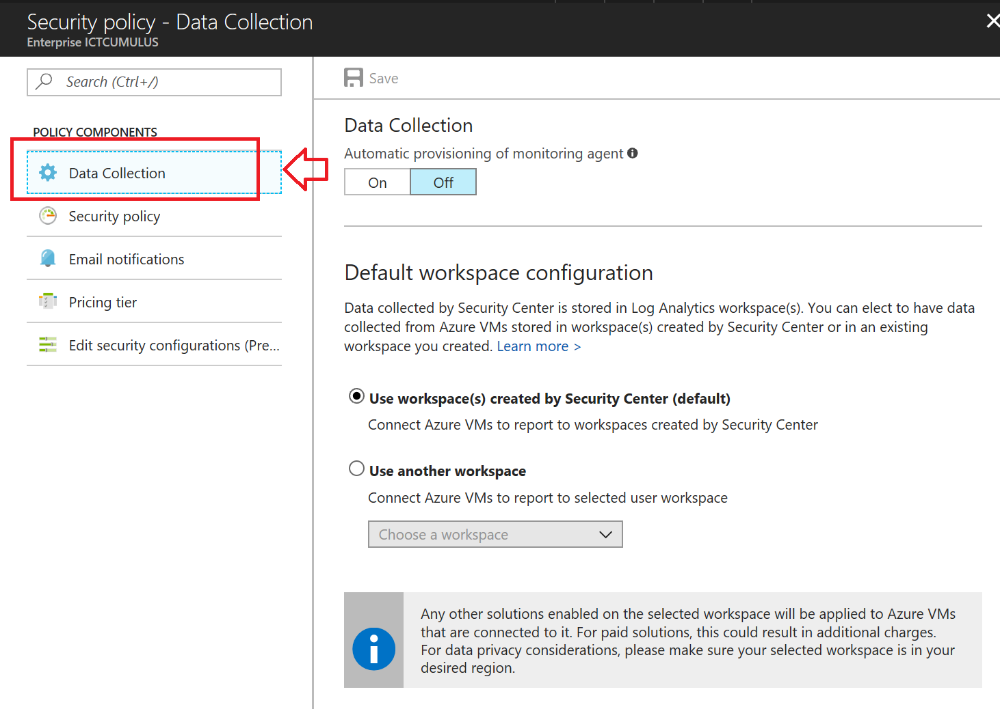 Security policy - Data Collection
Enterprise ICTCUMULUS
Search (Ctrl+/)
POLICY COMPONENTS
Data Collection
Security policy
Email notifications
Pricing tier
Edit security configurations (Pre...
Save
Data Collection
Automatic provisioning of monitoring agent
On
Off
Default workspace configuration
Data collected by Security Center is stored in Log Analytics workspace(s). You can elect to have data
collected from Azure VMs stored in workspace(s) created by Security Center or in an existing
workspace you created. Learn more >
Use workspace(s) created by Security Center (default)
Connect Azure VMs to report to workspaces created by Security Center
Use another workspace
Connect Azure VMs to report to selected user workspace
Choose a workspace
Any other solutions enabled on the selected workspace will be applied to Azure VMs
that are connected to it. For paid solutions, this could result in additional charges.
For data privacy considerations, please make sure your selected workspace is in your
desired region.